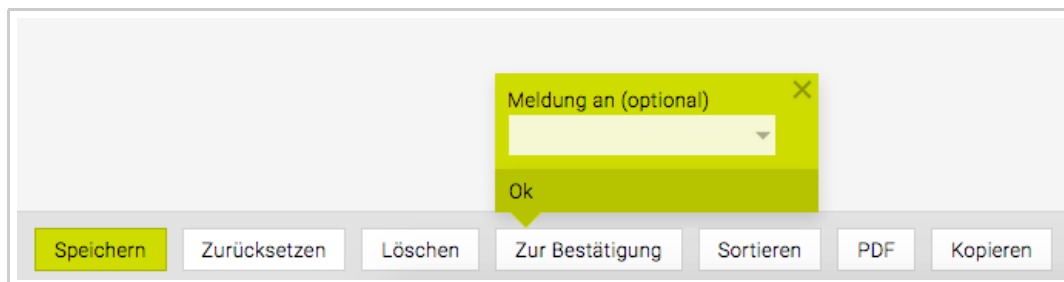 Meldung an (optional)
Ok
Speichern Zurücksetzen Löschen Zur Bestätigung Sortieren PDF Kopieren